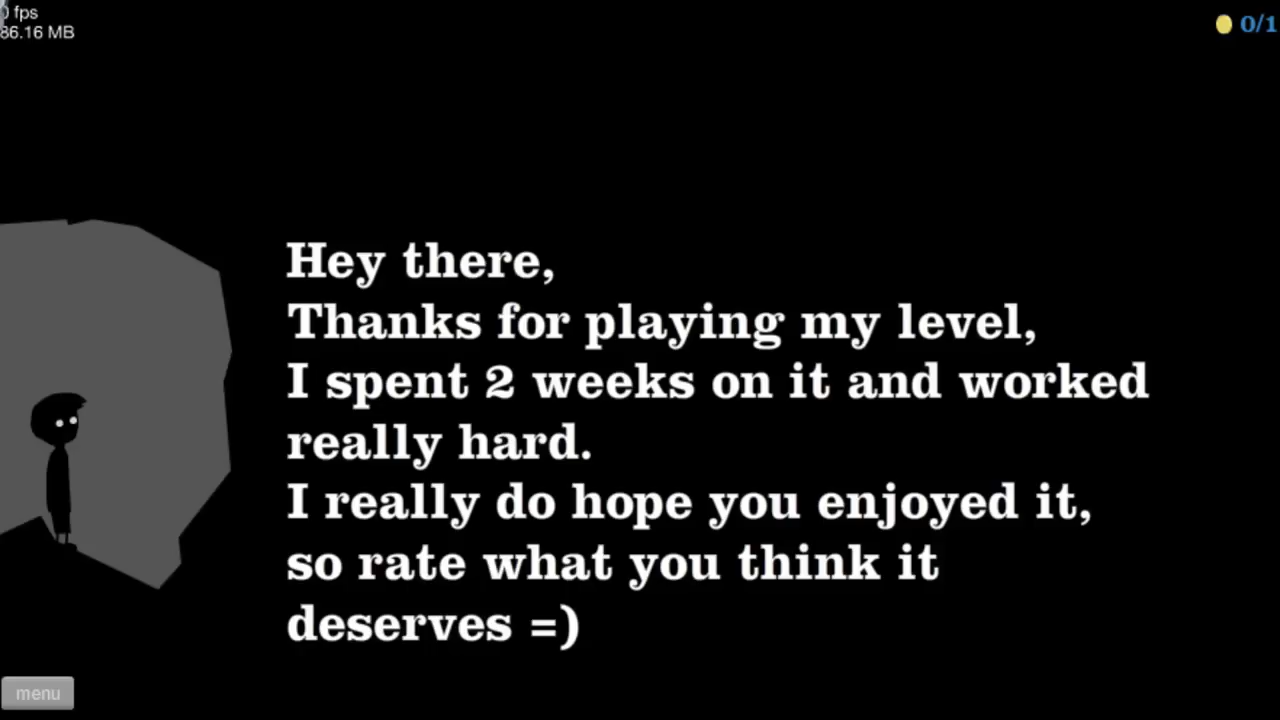 0 fps
86.16 MB
0/1
Hey there,
Thanks for playing my level,
I spent 2 weeks on it and worked
really hard.
I really do hope you enjoyed it,
so rate what you think it
deserves =)
menu